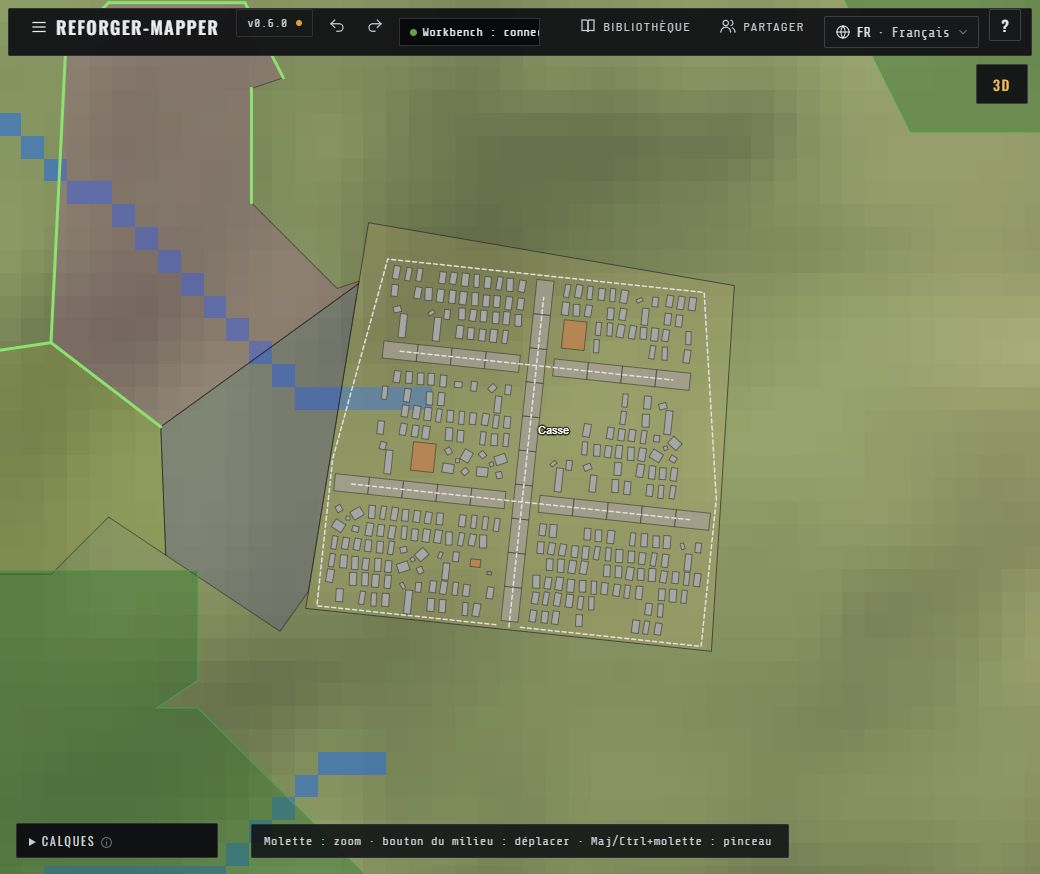 REFORGER-MAPPER
v0.6.0
Workbench :
BIBLIOTHÈQUE
PARTAGER
FR · Français
?
3D
Casse
CALQUES
Molette : zoom · bouton du milieu : déplacer · Maj/Ctrl+molette : pinceau